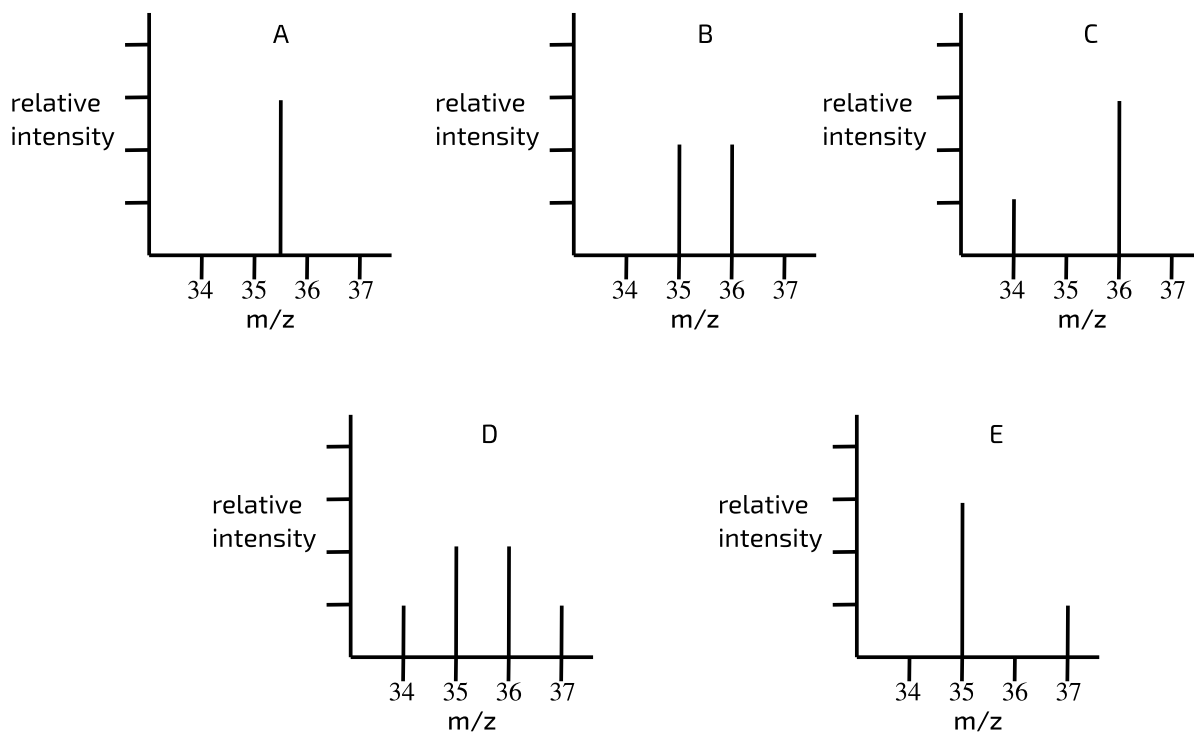 A
relative
intensity
34 35 36 37
m/z
B
relative
intensity
34 35 36 37
m/z
C
relative
intensity
34 35 36 37
m/z
D
relative
intensity
34 35 36 37
m/z
E
relative
intensity
34 35 36 37
m/z